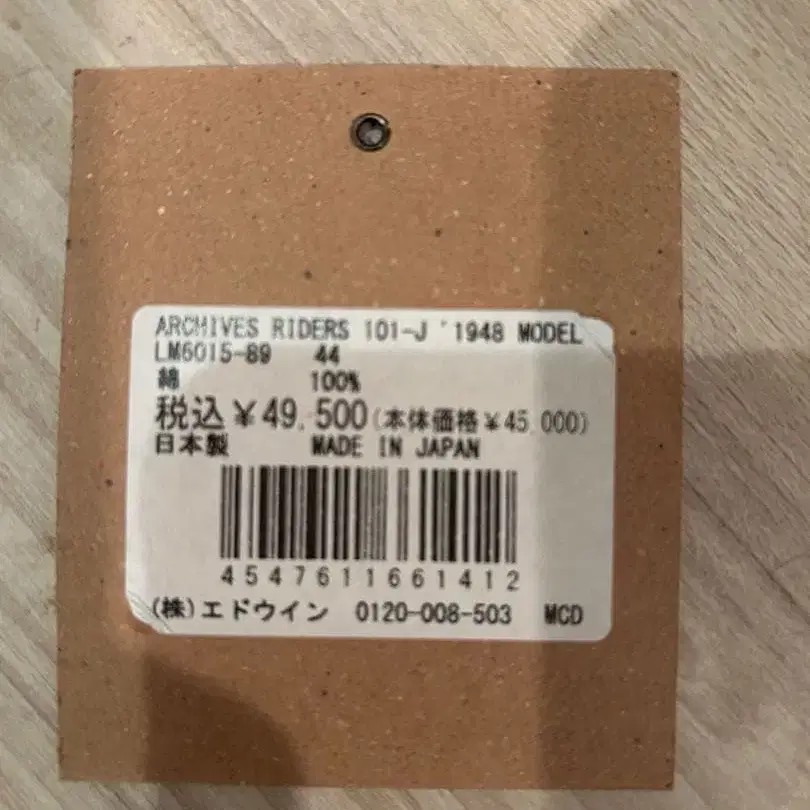 ARCHIVES RIDERS 101-J '1948 MODEL
LM6015-89 44
綿 100%
税込¥49,500(本体価格¥45,000)
日本製 MADE IN JAPAN
4547611661412
(株)エドウイン 0120-008-503 MCD